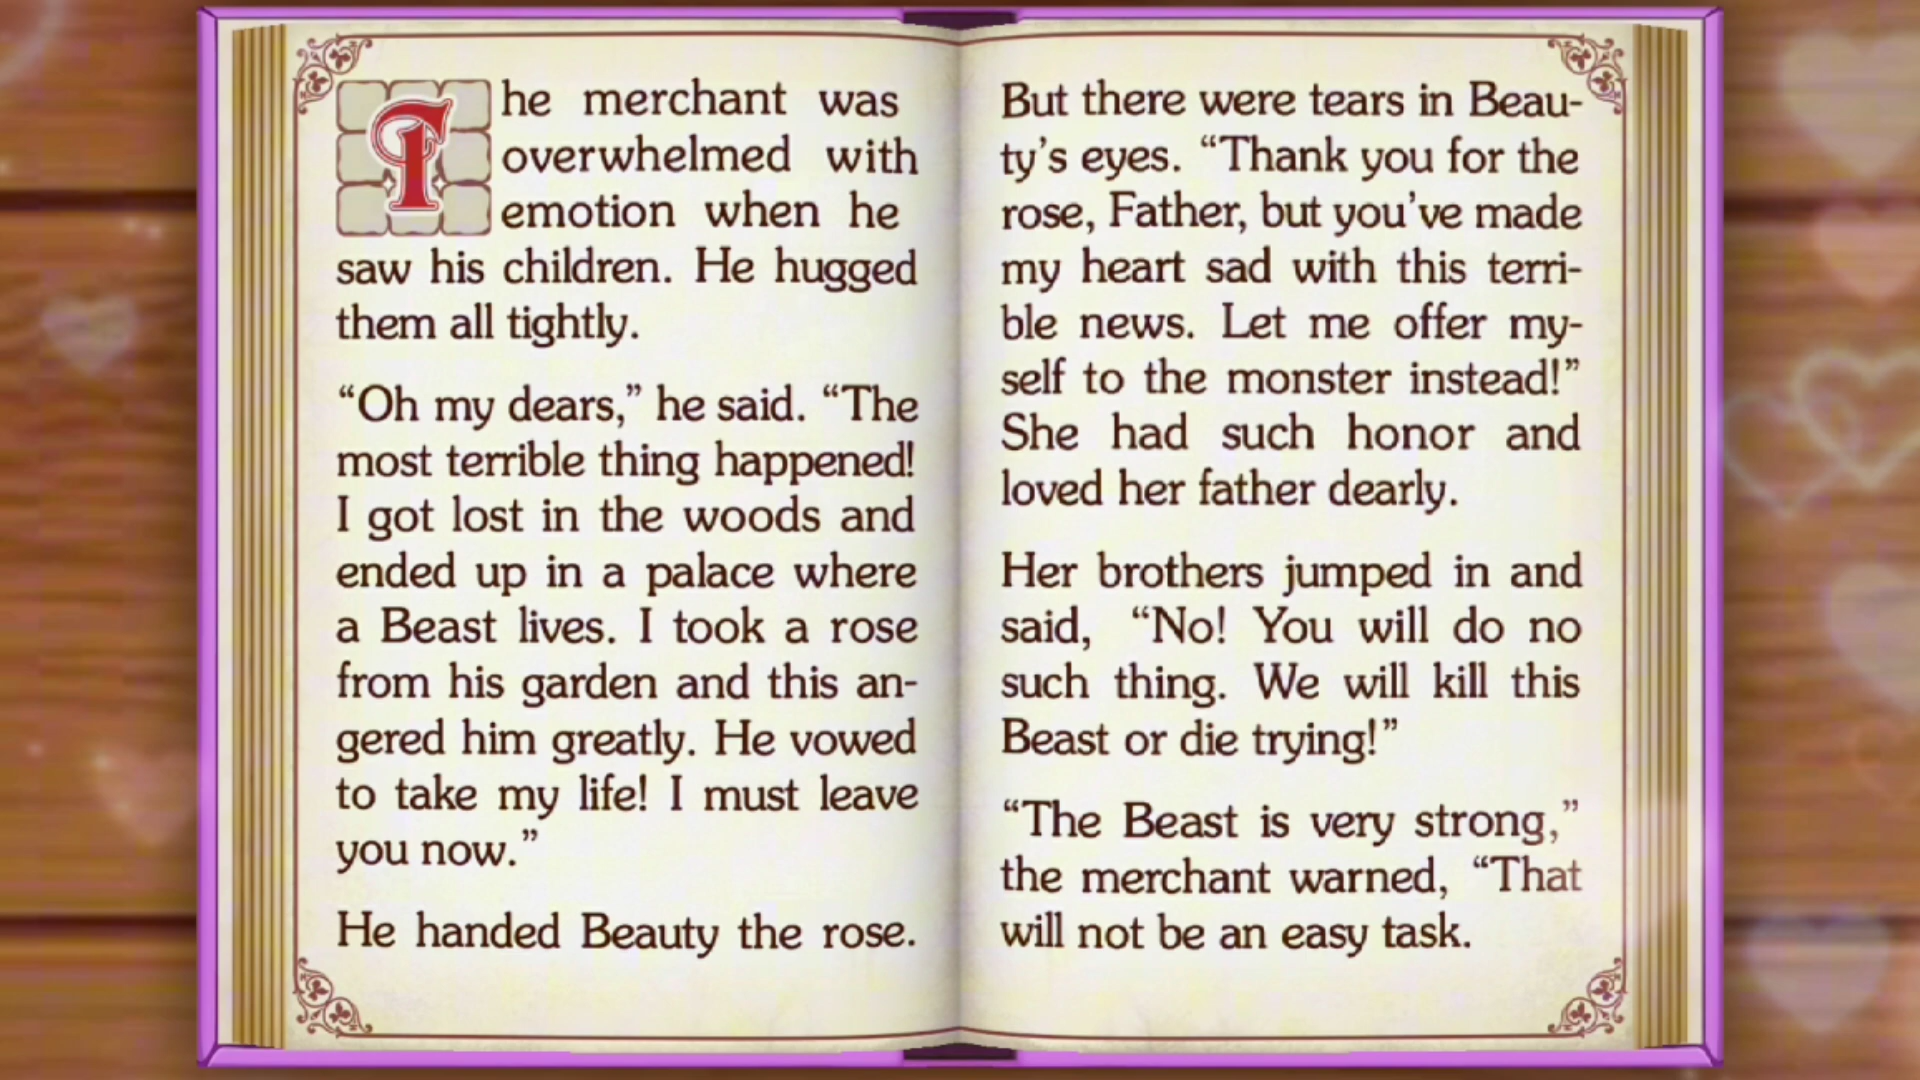 The merchant was
overwhelmed with
emotion when he
saw his children. He hugged
them all tightly.
“Oh my dears,” he said. “The
most terrible thing happened!
I got lost in the woods and
ended up in a palace where
a Beast lives. I took a rose
from his garden and this an-
gered him greatly. He vowed
to take my life! I must leave
you now.”
He handed Beauty the rose.
But there were tears in Beau-
ty’s eyes. “Thank you for the
rose, Father, but you’ve made
my heart sad with this terri-
ble news. Let me offer my-
self to the monster instead!”
She had such honor and
loved her father dearly.
Her brothers jumped in and
said, “No! You will do no
such thing. We will kill this
Beast or die trying!”
“The Beast is very strong,”
the merchant warned, “That
will not be an easy task.